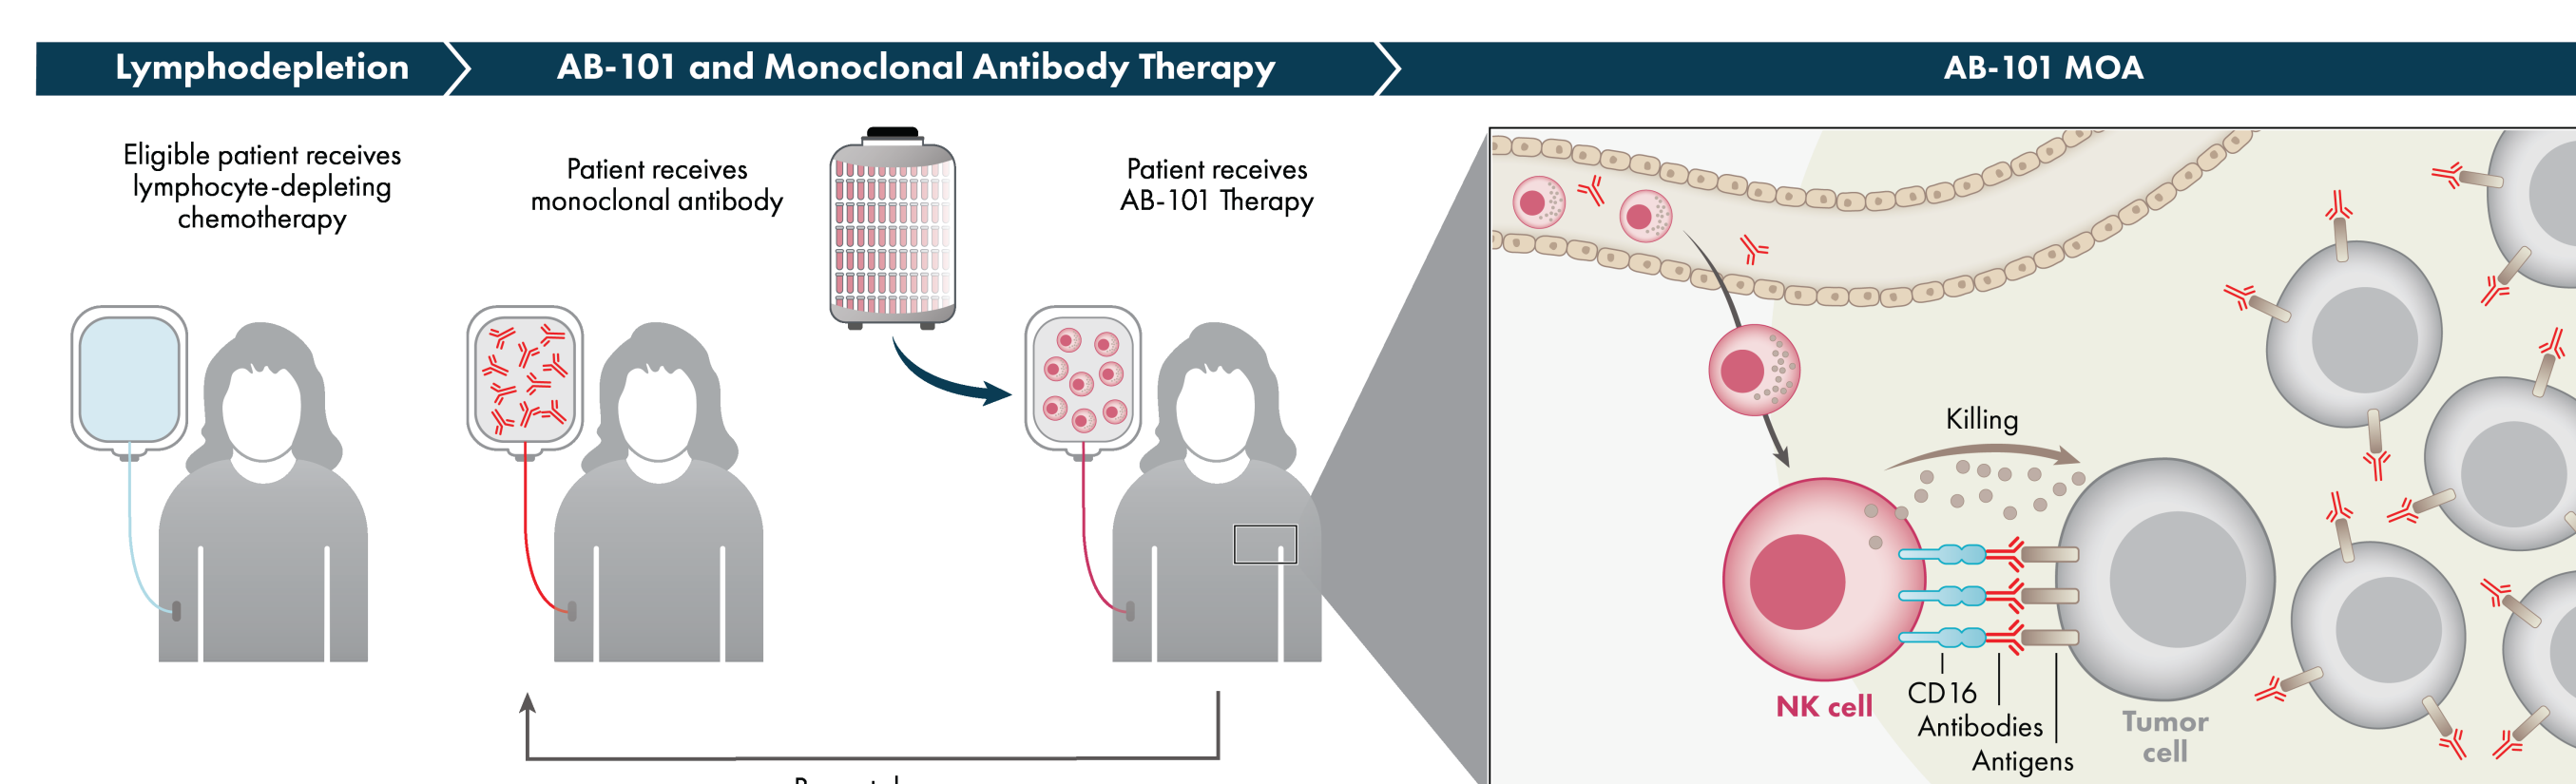 Lymphodepletion
AB-101 and Monoclonal Antibody Therapy
AB-101 MOA
Eligible patient receives
lymphocyte-depleting
chemotherapy
Patient receives
monoclonal antibody
Patient receives
AB-101 Therapy
Killing
NK cell
CD16
Antibodies
Antigens
Tumor
cell